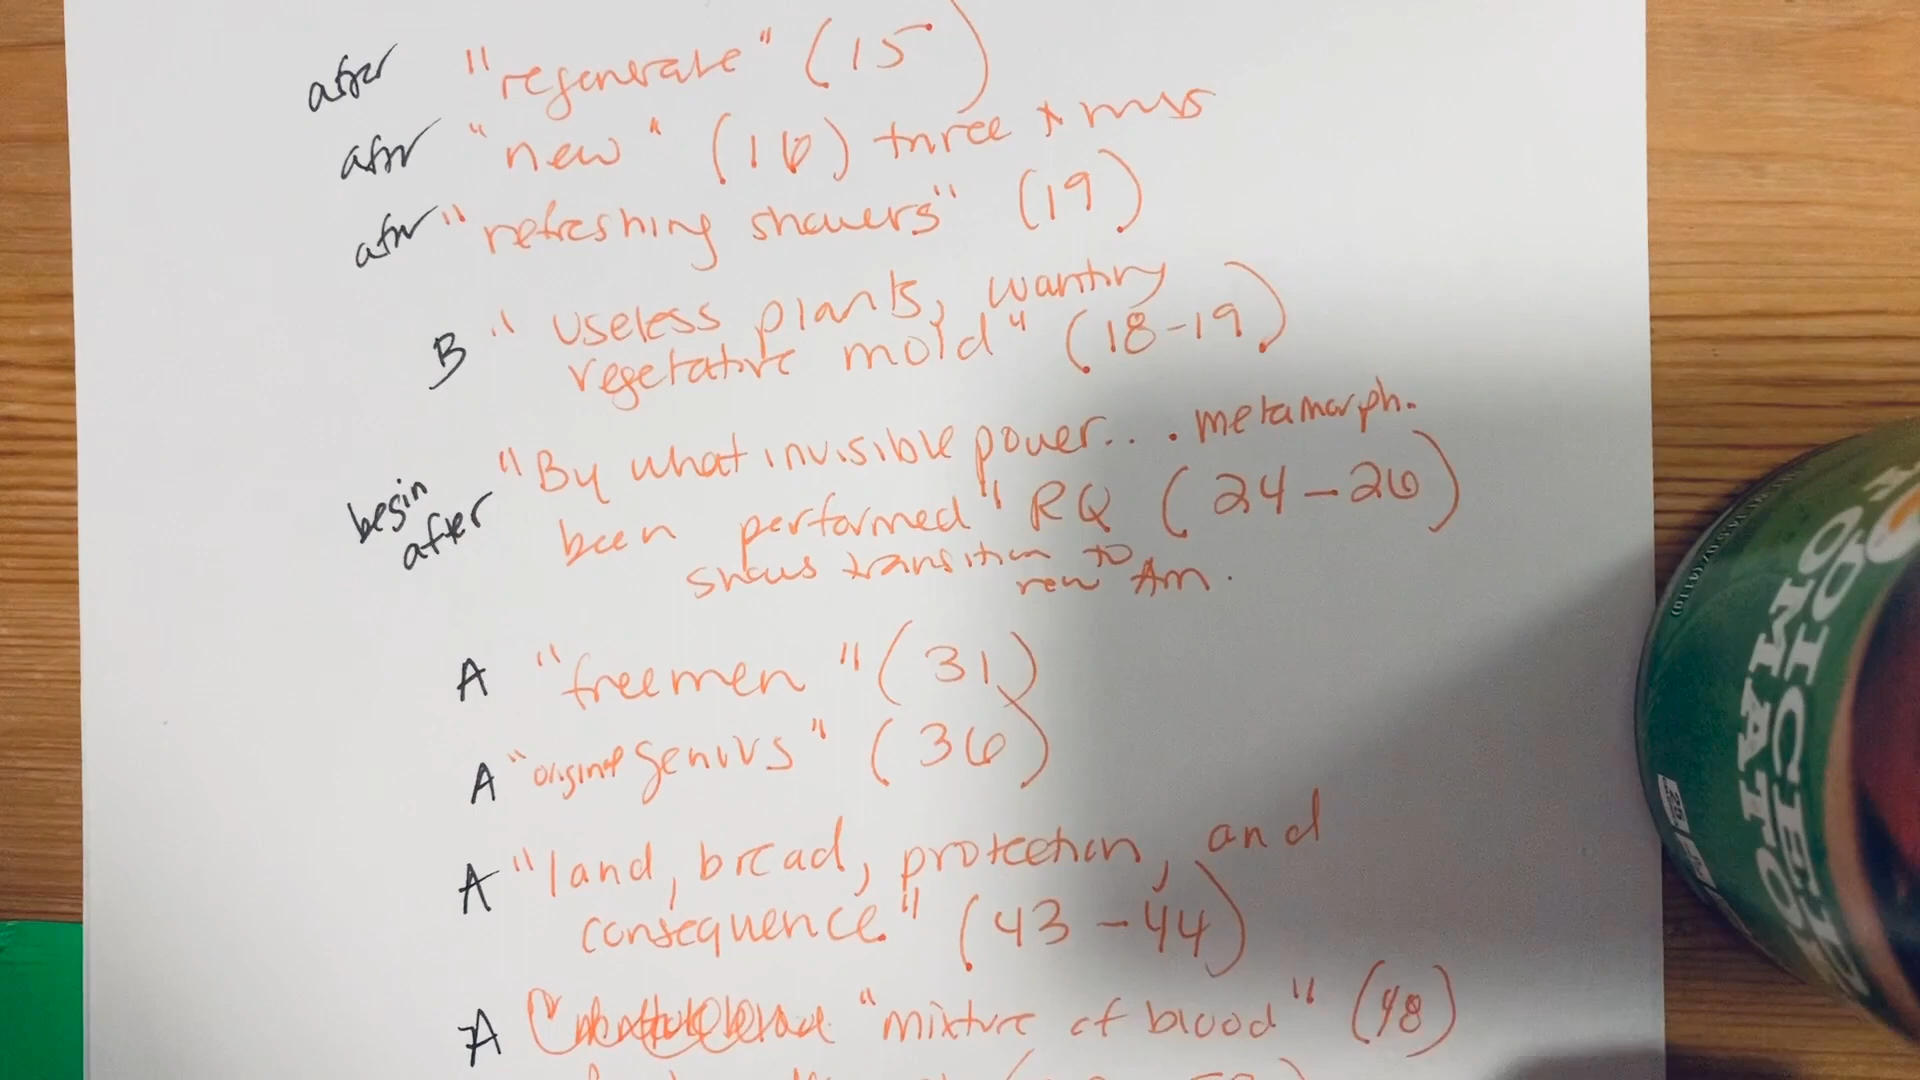 after "regenerate" (15)
after "new" (16) three times
after "refreshing showers" (19)
B "useless plants, wanting
vegetative mold" (18-19)
begin after "By what invisible power... metamorph.
been performed" RQ (24-26)
shows transition to
new Am.
A "freemen" (31)
A "original genius" (36)
A "land, bread, protection, and
consequence" (43-44)
A "mixture of blood" (48)